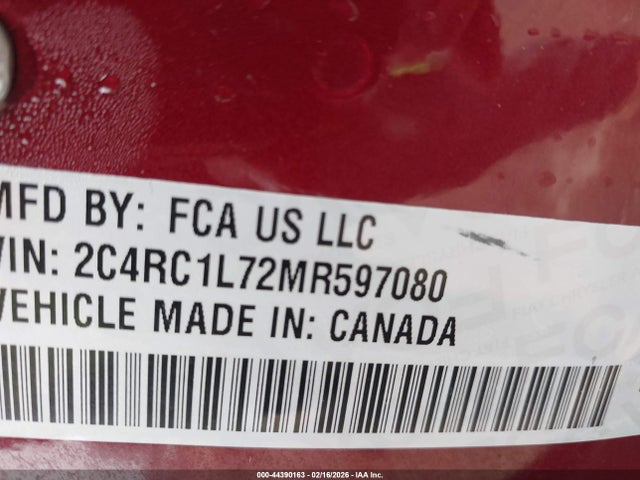 MFD BY: FCA US LLC
VIN: 2C4RC1L72MR597080
VEHICLE MADE IN: CANADA
000-44390163 - 02/16/2026 - IAA Inc.